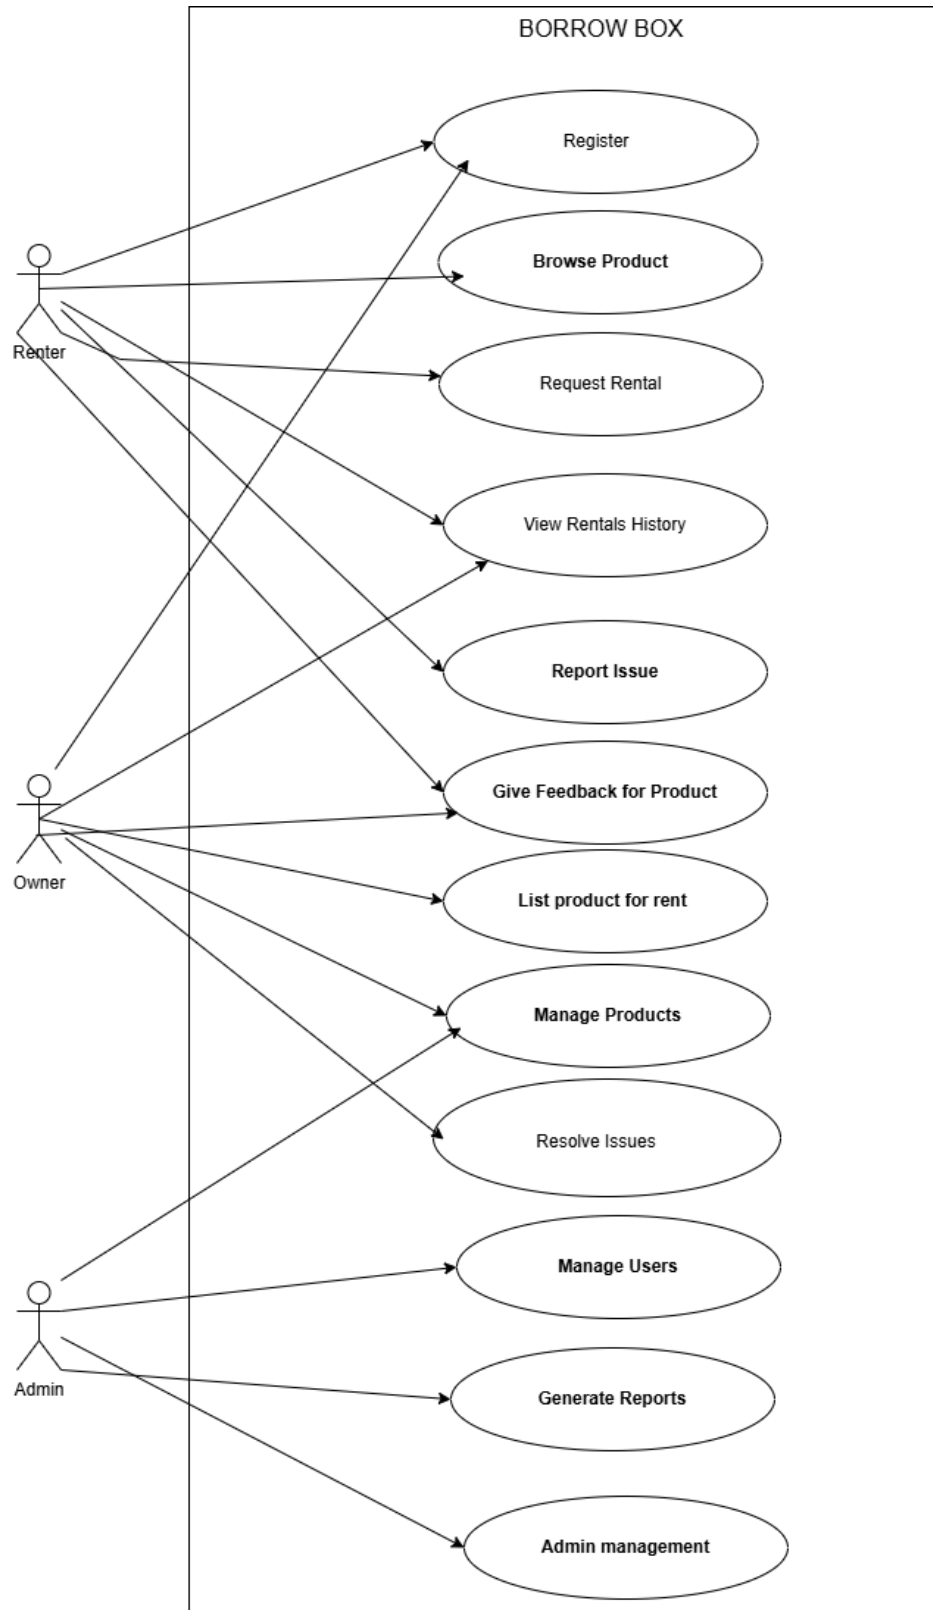 BORROW BOX
Register
Browse Product
Renter
Request Rental
View Rentals History
Report Issue
Give Feedback for Product
Owner
List product for rent
Manage Products
Resolve Issues
Manage Users
Admin
Generate Reports
Admin management